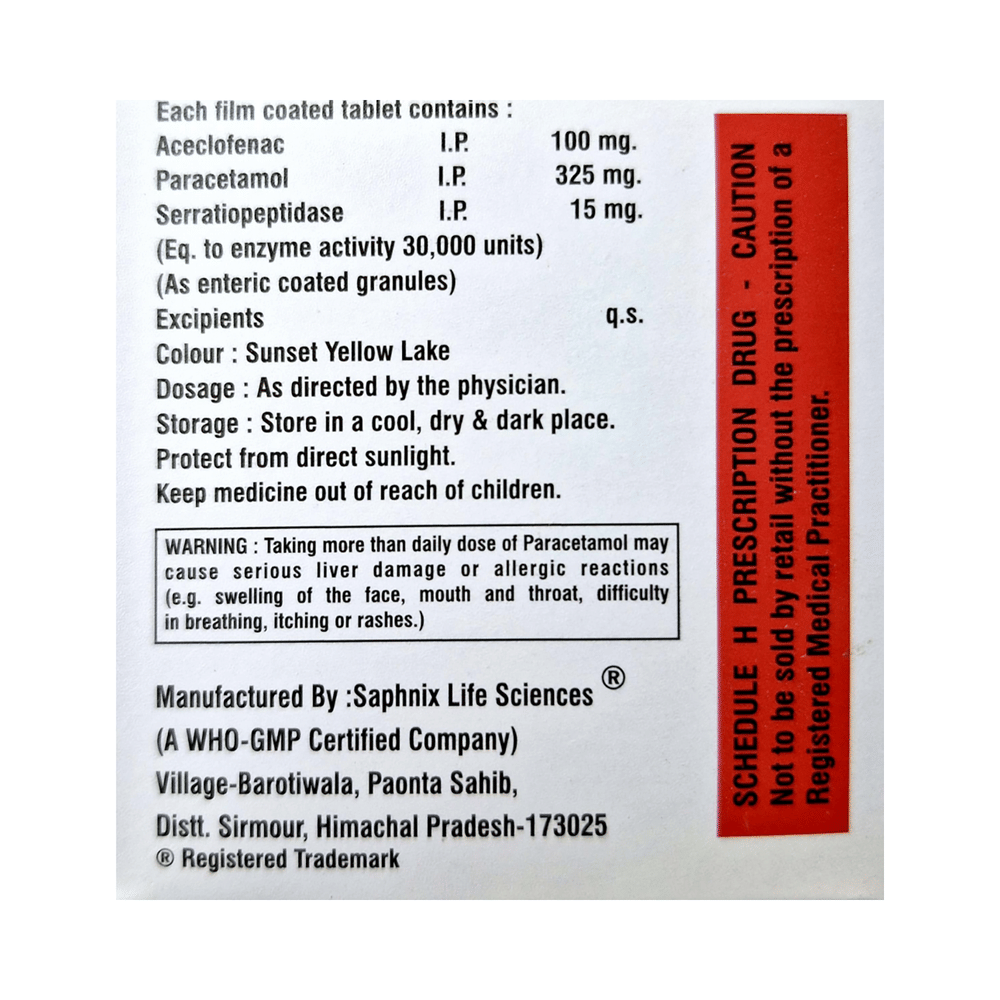 Each film coated tablet contains :
Aceclofenac I.P. 100 mg.
Paracetamol I.P. 325 mg.
Serratiopeptidase I.P. 15 mg.
(Eq. to enzyme activity 30,000 units)
(As enteric coated granules)
Excipients q.s.
Colour : Sunset Yellow Lake
Dosage : As directed by the physician.
Storage : Store in a cool, dry & dark place.
Protect from direct sunlight.
Keep medicine out of reach of children.
WARNING : Taking more than daily dose of Paracetamol may
cause serious liver damage or allergic reactions
(e.g. swelling of the face, mouth and throat, difficulty
in breathing, itching or rashes.)
Manufactured By :Saphnix Life Sciences ®
(A WHO-GMP Certified Company)
Village-Barotiwala, Paonta Sahib,
Distt. Sirmour, Himachal Pradesh-173025
® Registered Trademark
SCHEDULE H PRESCRIPTION DRUG - CAUTION
Not to be sold by retail without the prescription of a
Registered Medical Practitioner.